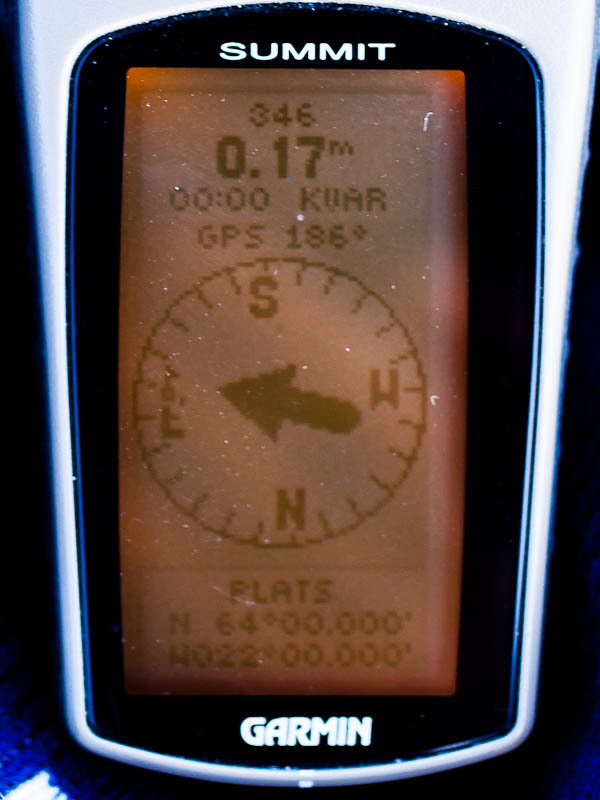 SUMMIT
346
0.17m
00:00 KVAR
GPS 186°
S
W
N
PLATS
N 64°00.000'
W022°00.000'
GARMIN